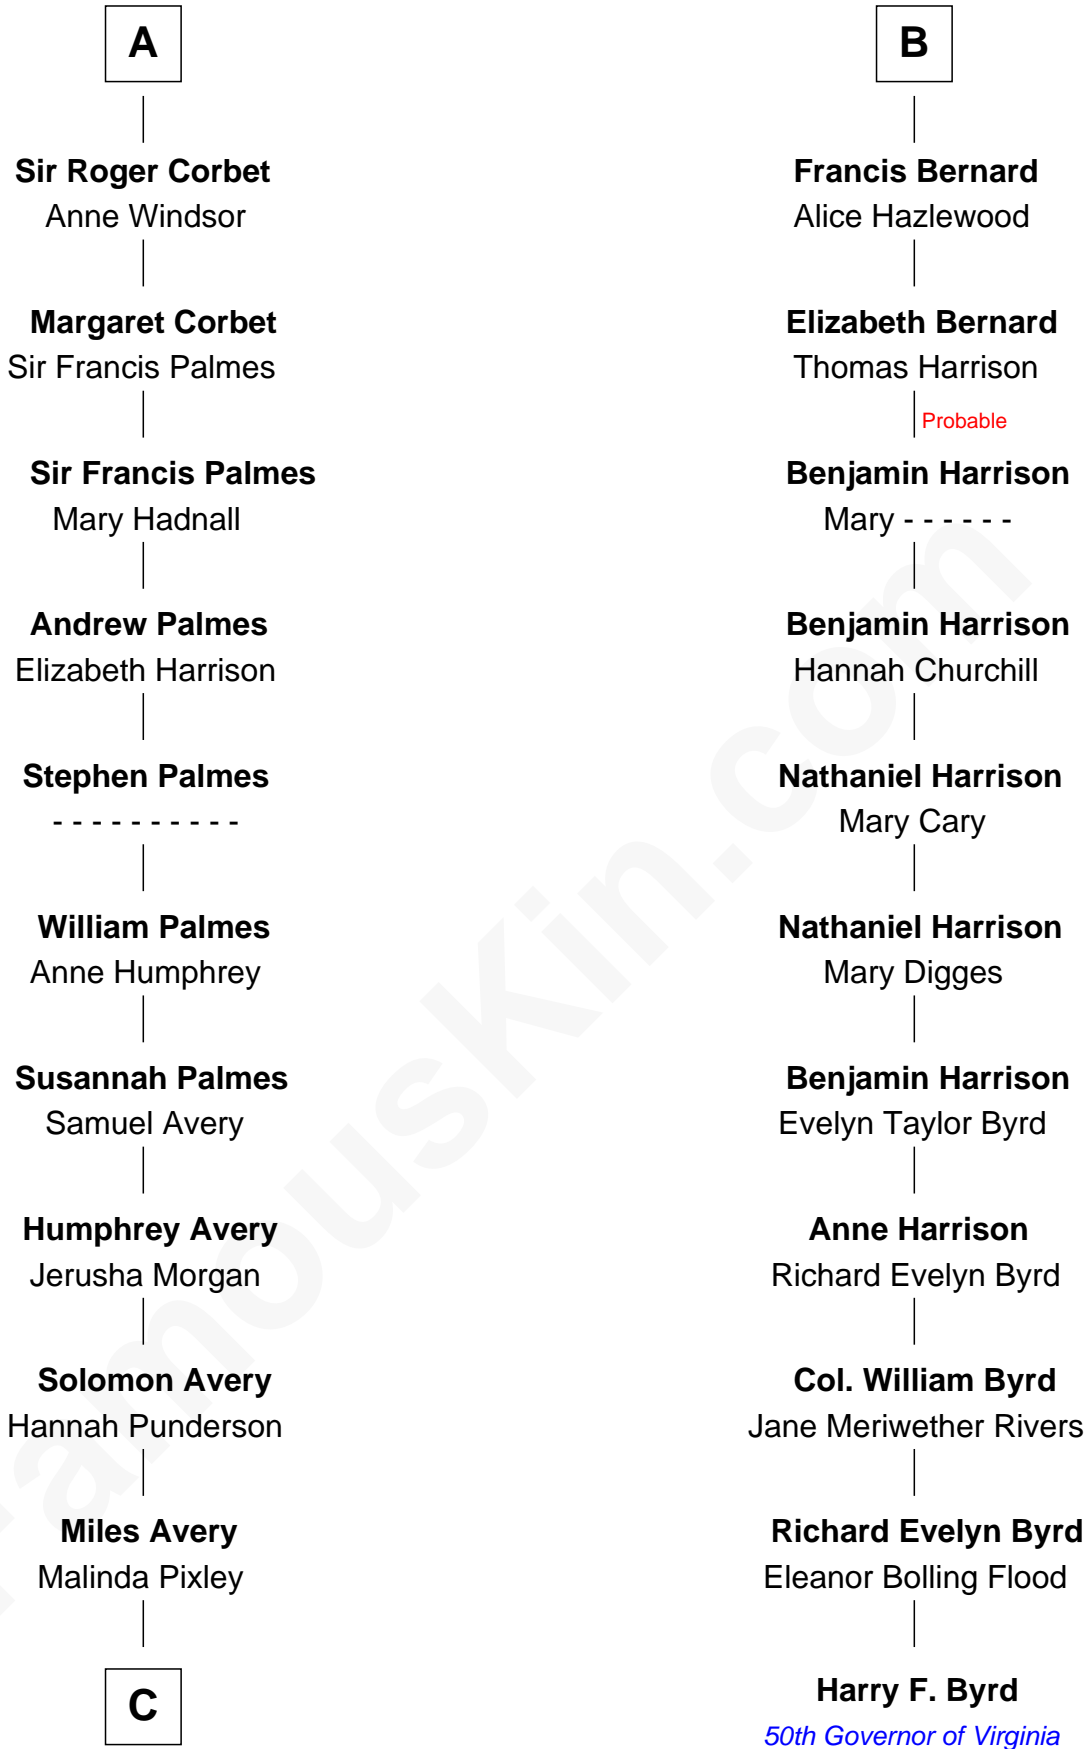 A
Sir Roger Corbet
Anne Windsor
Margaret Corbet
Sir Francis Palmes
Sir Francis Palmes
Mary Hadnall
Andrew Palmes
Elizabeth Harrison
Stephen Palmes
- - - - - - - - - -
William Palmes
Anne Humphrey
Susannah Palmes
Samuel Avery
Humphrey Avery
Jerusha Morgan
Solomon Avery
Hannah Punderson
Miles Avery
Malinda Pixley
C
B
Francis Bernard
Alice Hazlewood
Elizabeth Bernard
Thomas Harrison
Probable
Benjamin Harrison
Mary - - - - - -
Benjamin Harrison
Hannah Churchill
Nathaniel Harrison
Mary Cary
Nathaniel Harrison
Mary Digges
Benjamin Harrison
Evelyn Taylor Byrd
Anne Harrison
Richard Evelyn Byrd
Col. William Byrd
Jane Meriwether Rivers
Richard Evelyn Byrd
Eleanor Bolling Flood
Harry F. Byrd
50th Governor of Virginia
FamousKin.com